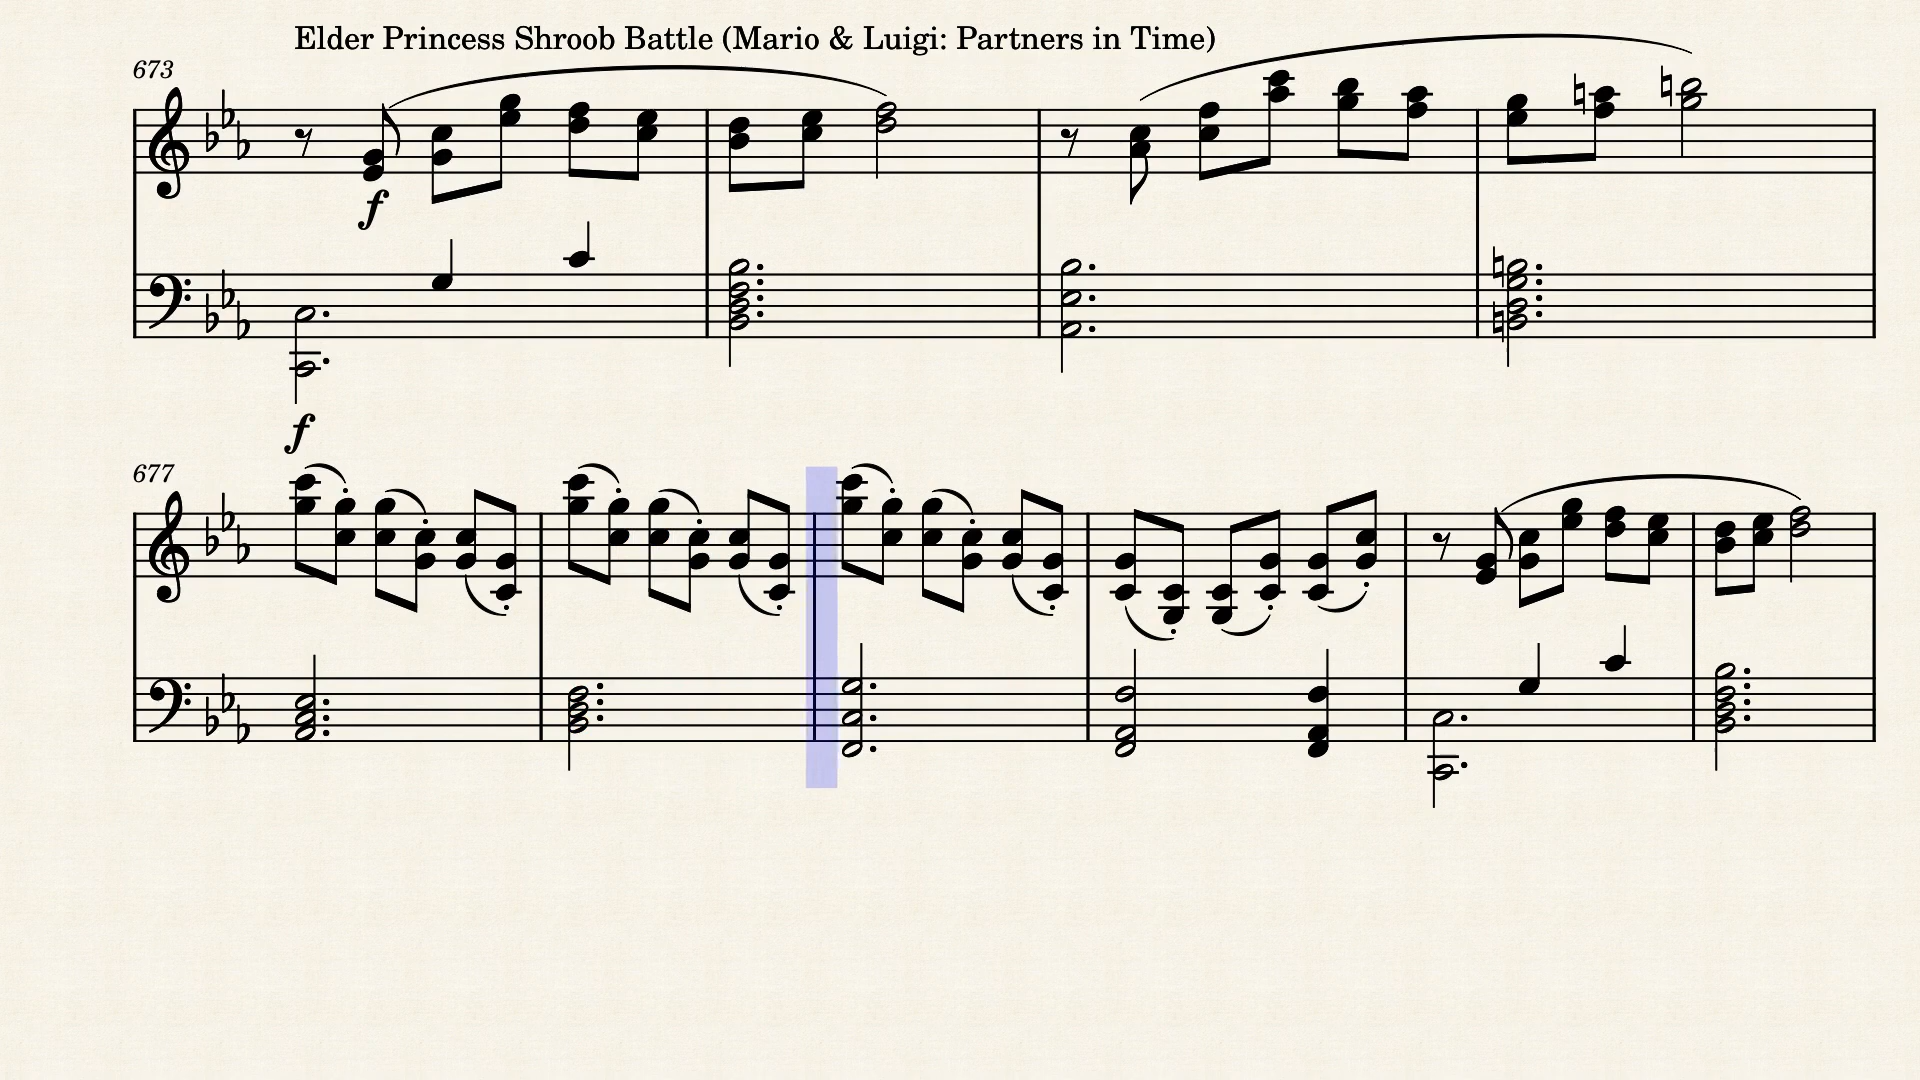 Elder Princess Shroob Battle (Mario & Luigi: Partners in Time)
673
f
f
677